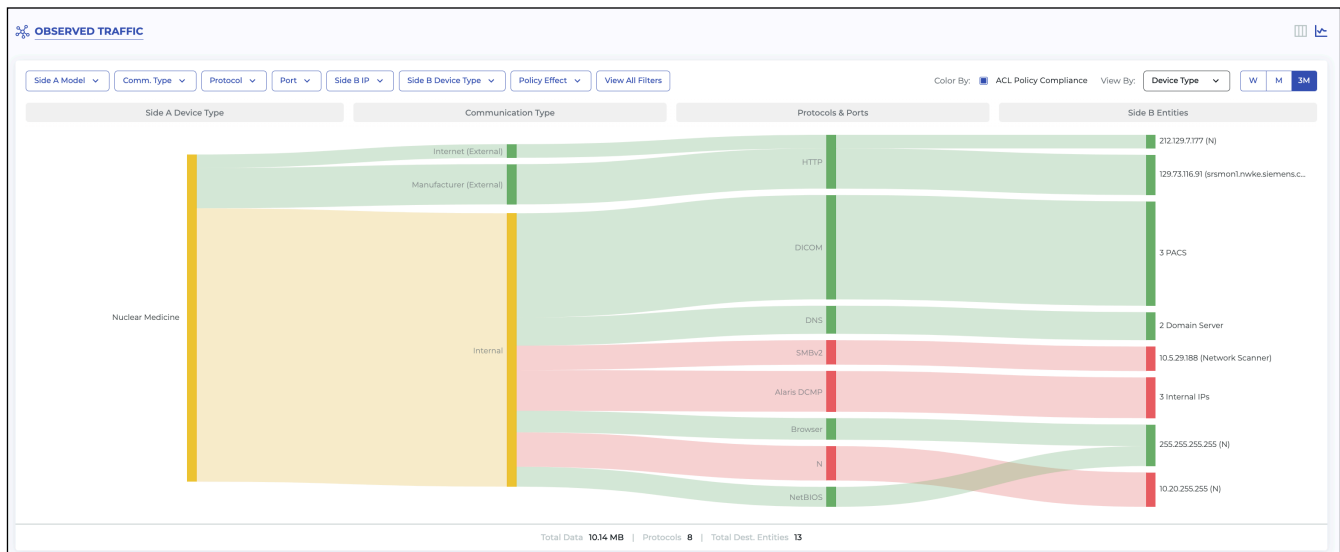 OBSERVED TRAFFIC
Side A Model Comm. Type Protocol Port Side B IP Side B Device Type Policy Effect View All Filters Color By: ACL Policy Compliance View By: Device Type W M 3M
Side A Device Type Communication Type Protocols & Ports Side B Entities
212.129.7.177 (N)
Internet (External)
HTTP
129.73.116.91 (srsmon1.nwke.siemens.c...
Manufacturer (External)
DICOM
3 PACS
Nuclear Medicine
DNS
2 Domain Server
Internal
SMBv2
10.5.29.188 (Network Scanner)
Alaris DCMP
3 Internal IPs
Browser
255.255.255.255 (N)
N
10.20.255.255 (N)
NetBIOS
Total Data 10.14 MB | Protocols 8 | Total Dest. Entities 13